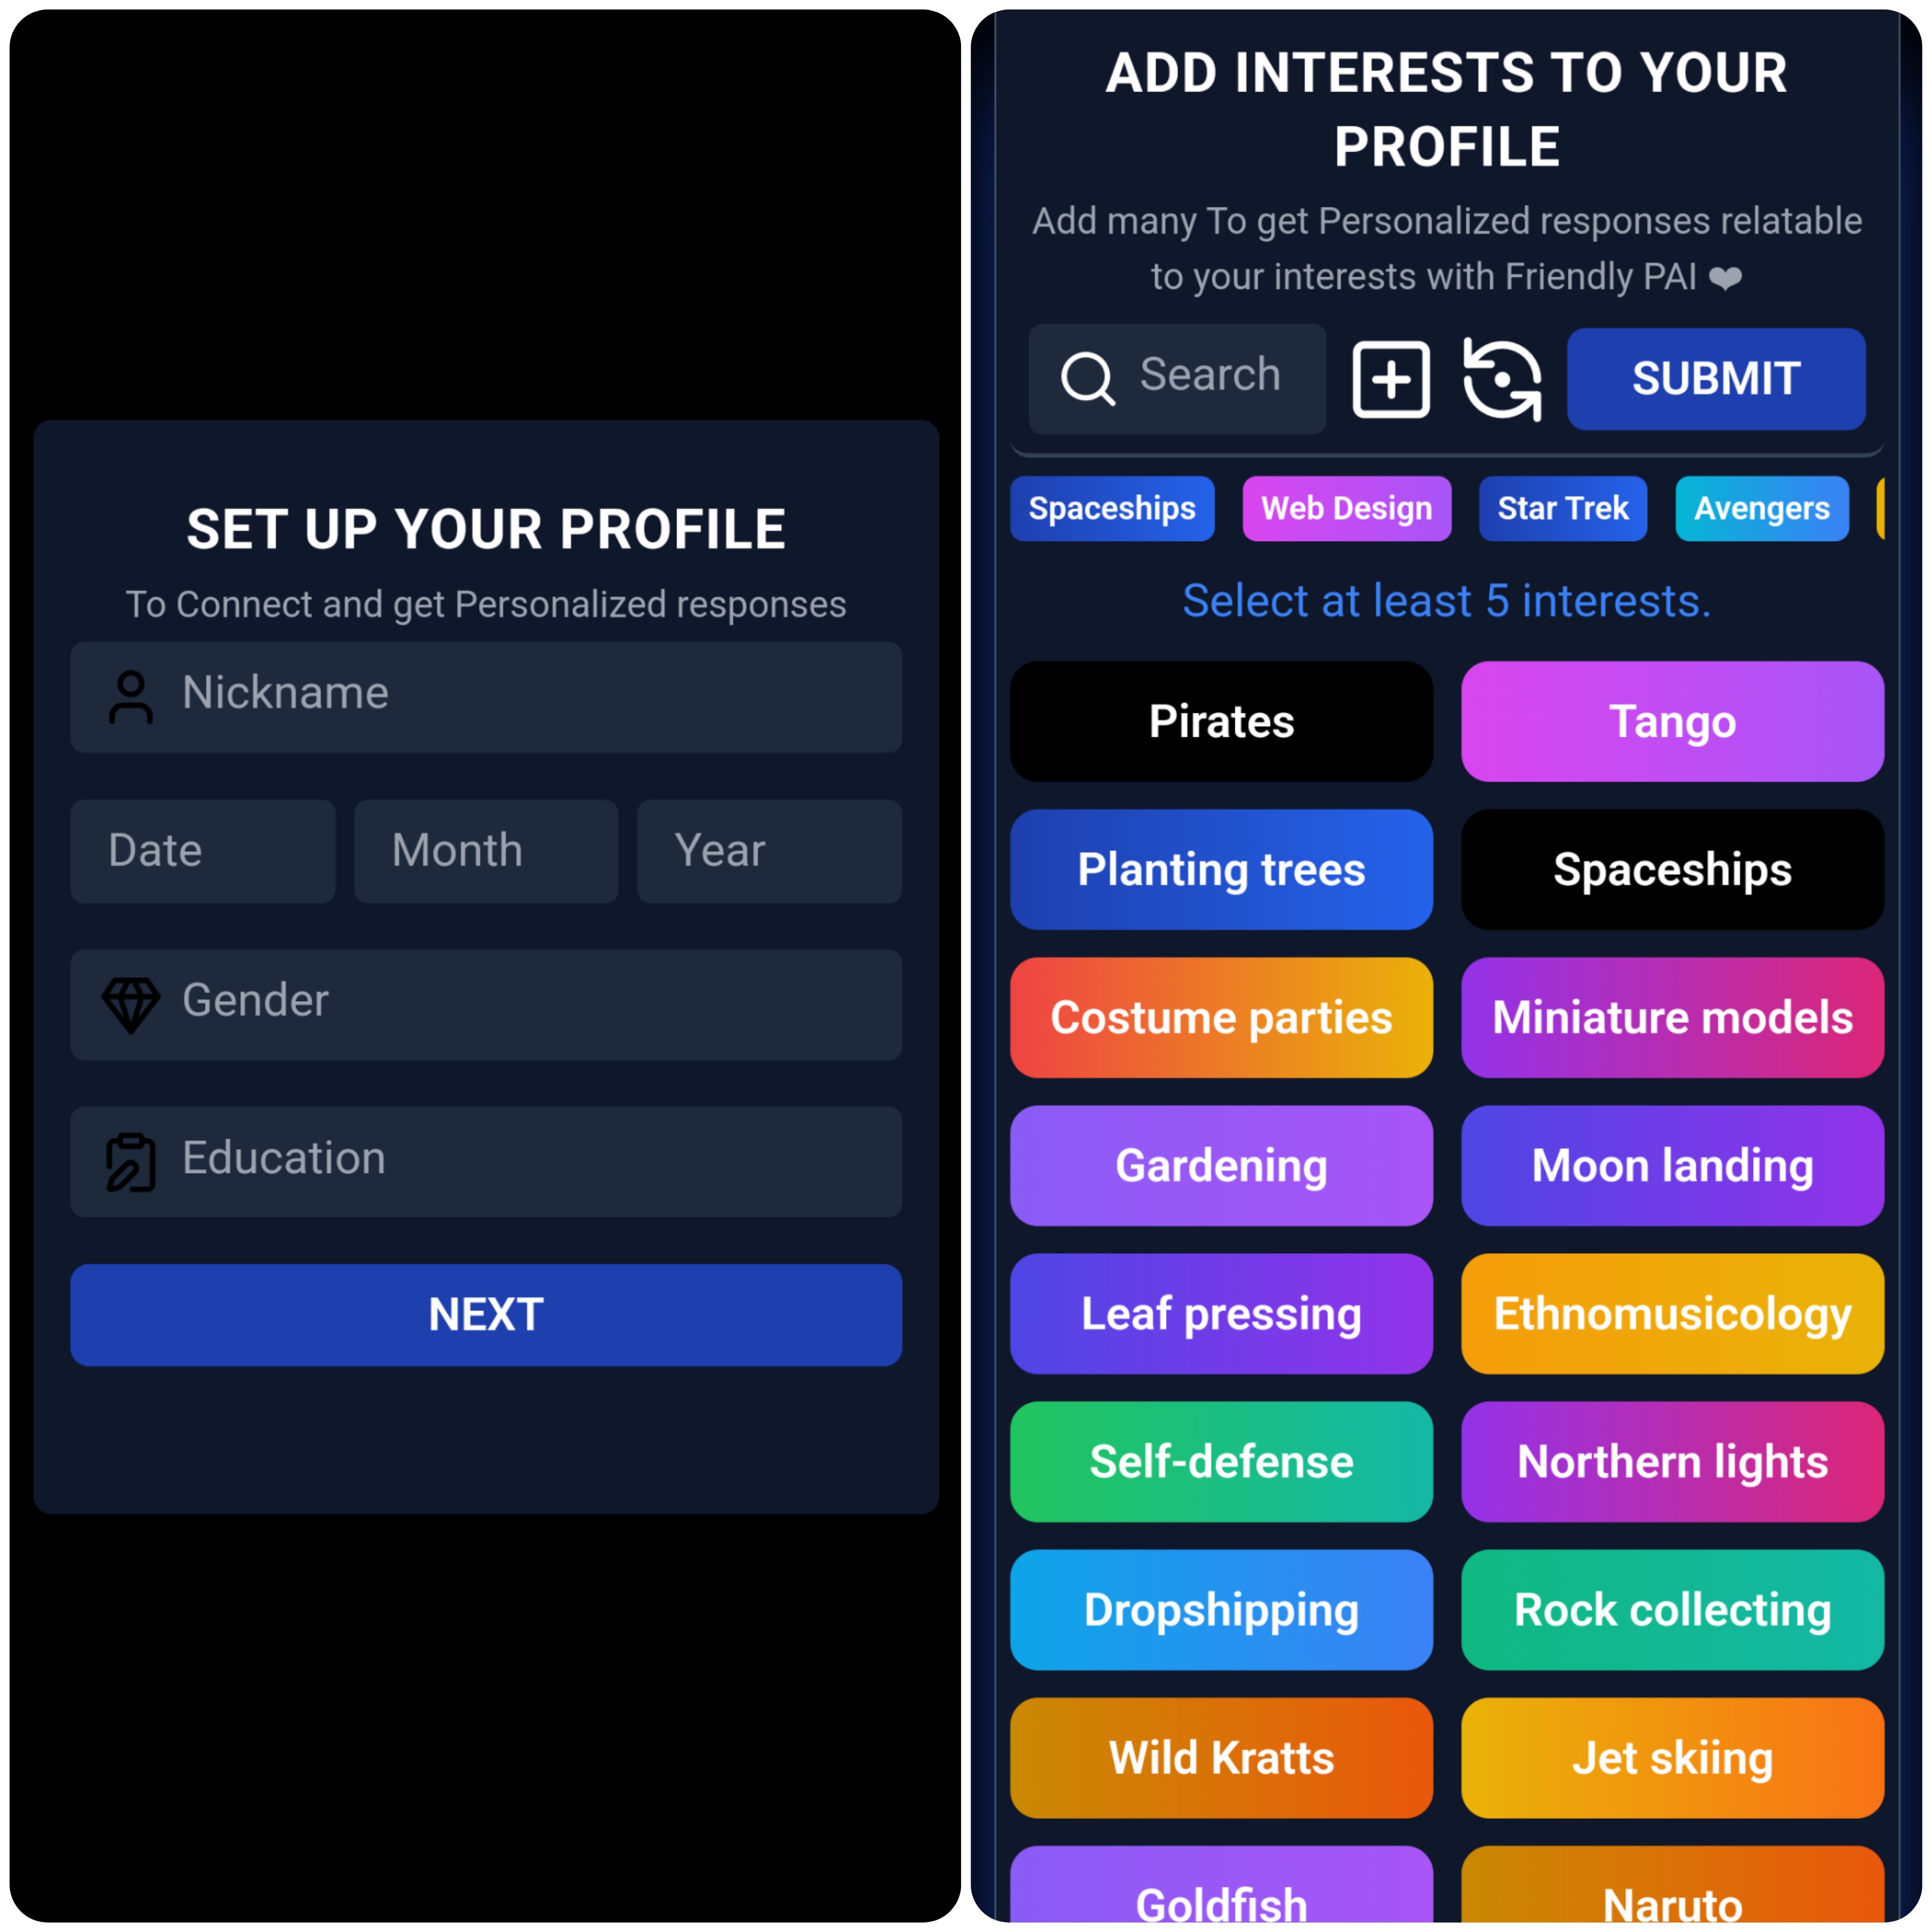 SET UP YOUR PROFILE
To Connect and get Personalized responses
Nickname
Date Month Year
Gender
Education
NEXT
ADD INTERESTS TO YOUR
PROFILE
Add many To get Personalized responses relatable
to your interests with Friendly PAI ❤
Search SUBMIT
Spaceships Web Design Star Trek Avengers
Select at least 5 interests.
Pirates Tango
Planting trees Spaceships
Costume parties Miniature models
Gardening Moon landing
Leaf pressing Ethnomusicology
Self-defense Northern lights
Dropshipping Rock collecting
Wild Kratts Jet skiing
Goldfish Naruto